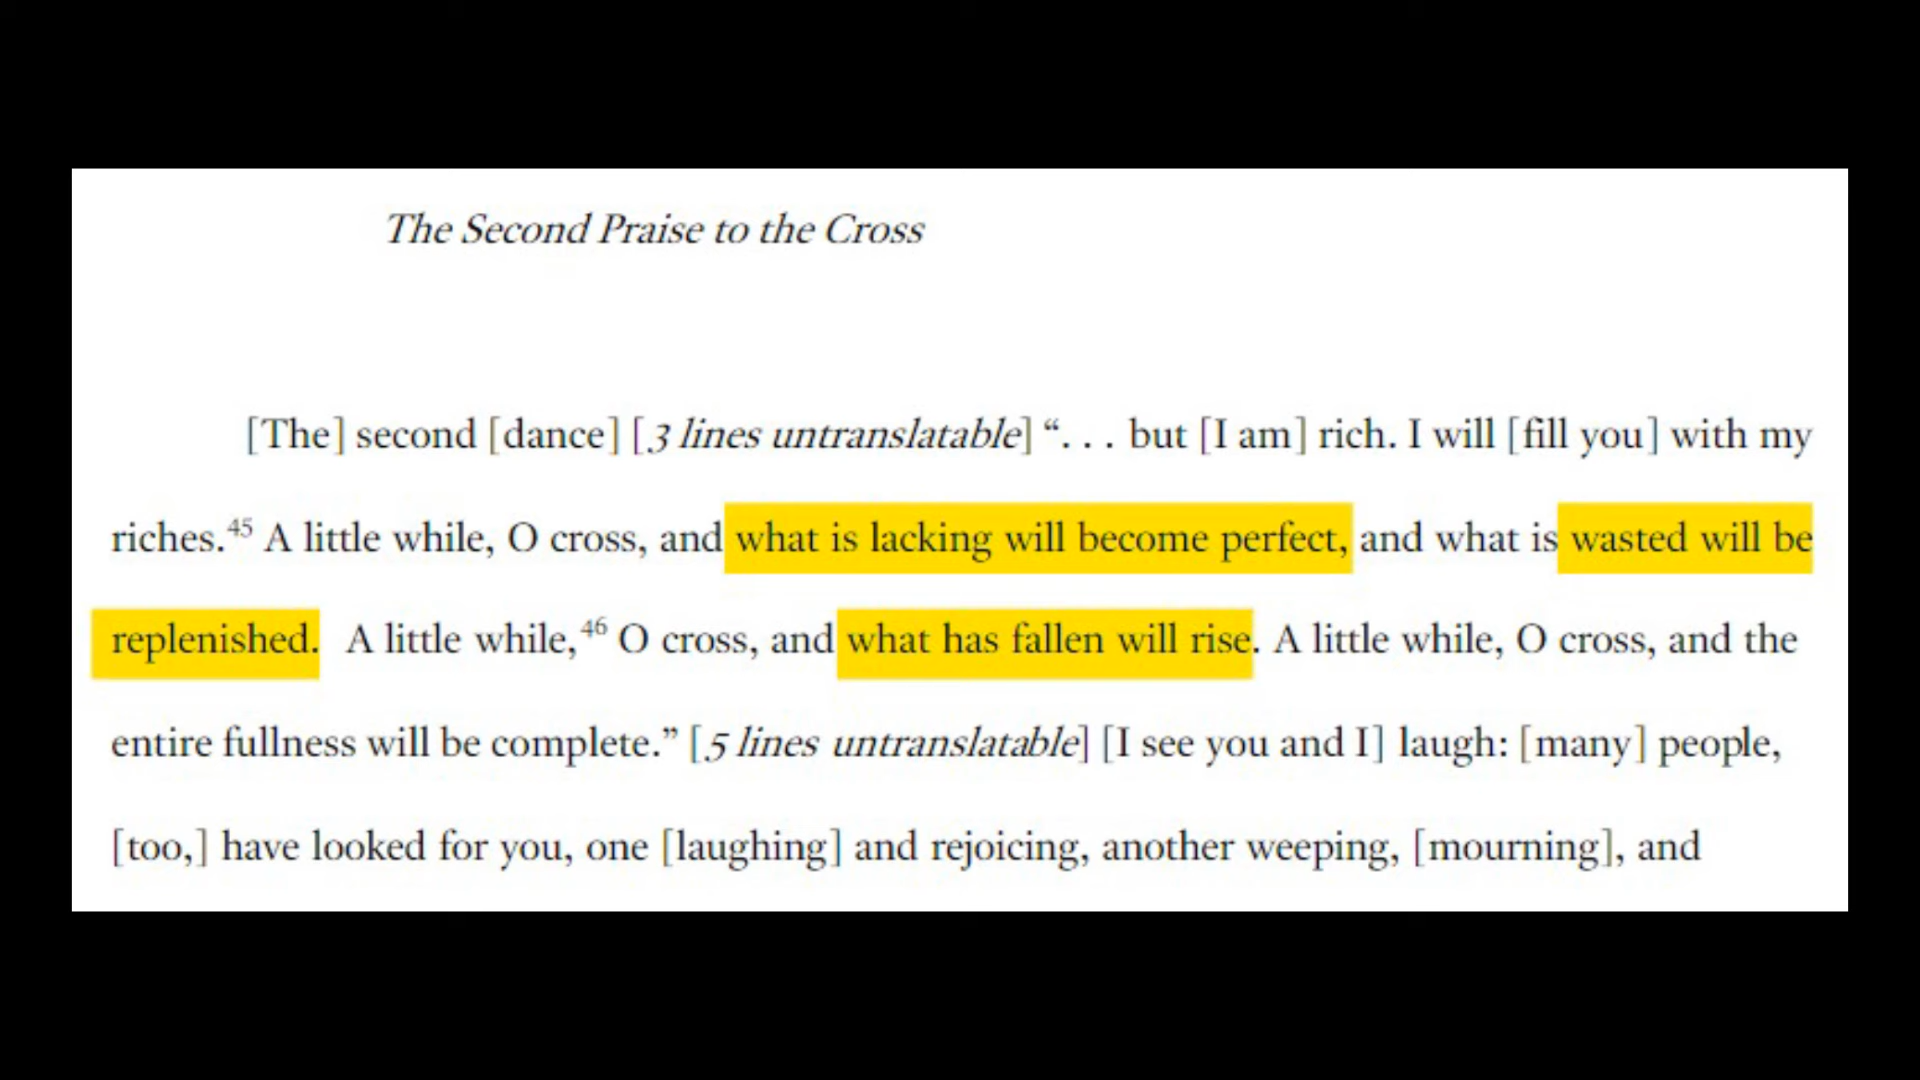 The Second Praise to the Cross
[The] second [dance] [3 lines untranslatable] “. . . but [I am] rich. I will [fill you] with my
riches.45 A little while, O cross, and what is lacking will become perfect, and what is wasted will be
replenished. A little while,46 O cross, and what has fallen will rise. A little while, O cross, and the
entire fullness will be complete.” [5 lines untranslatable] [I see you and I] laugh: [many] people,
[too,] have looked for you, one [laughing] and rejoicing, another weeping, [mourning], and